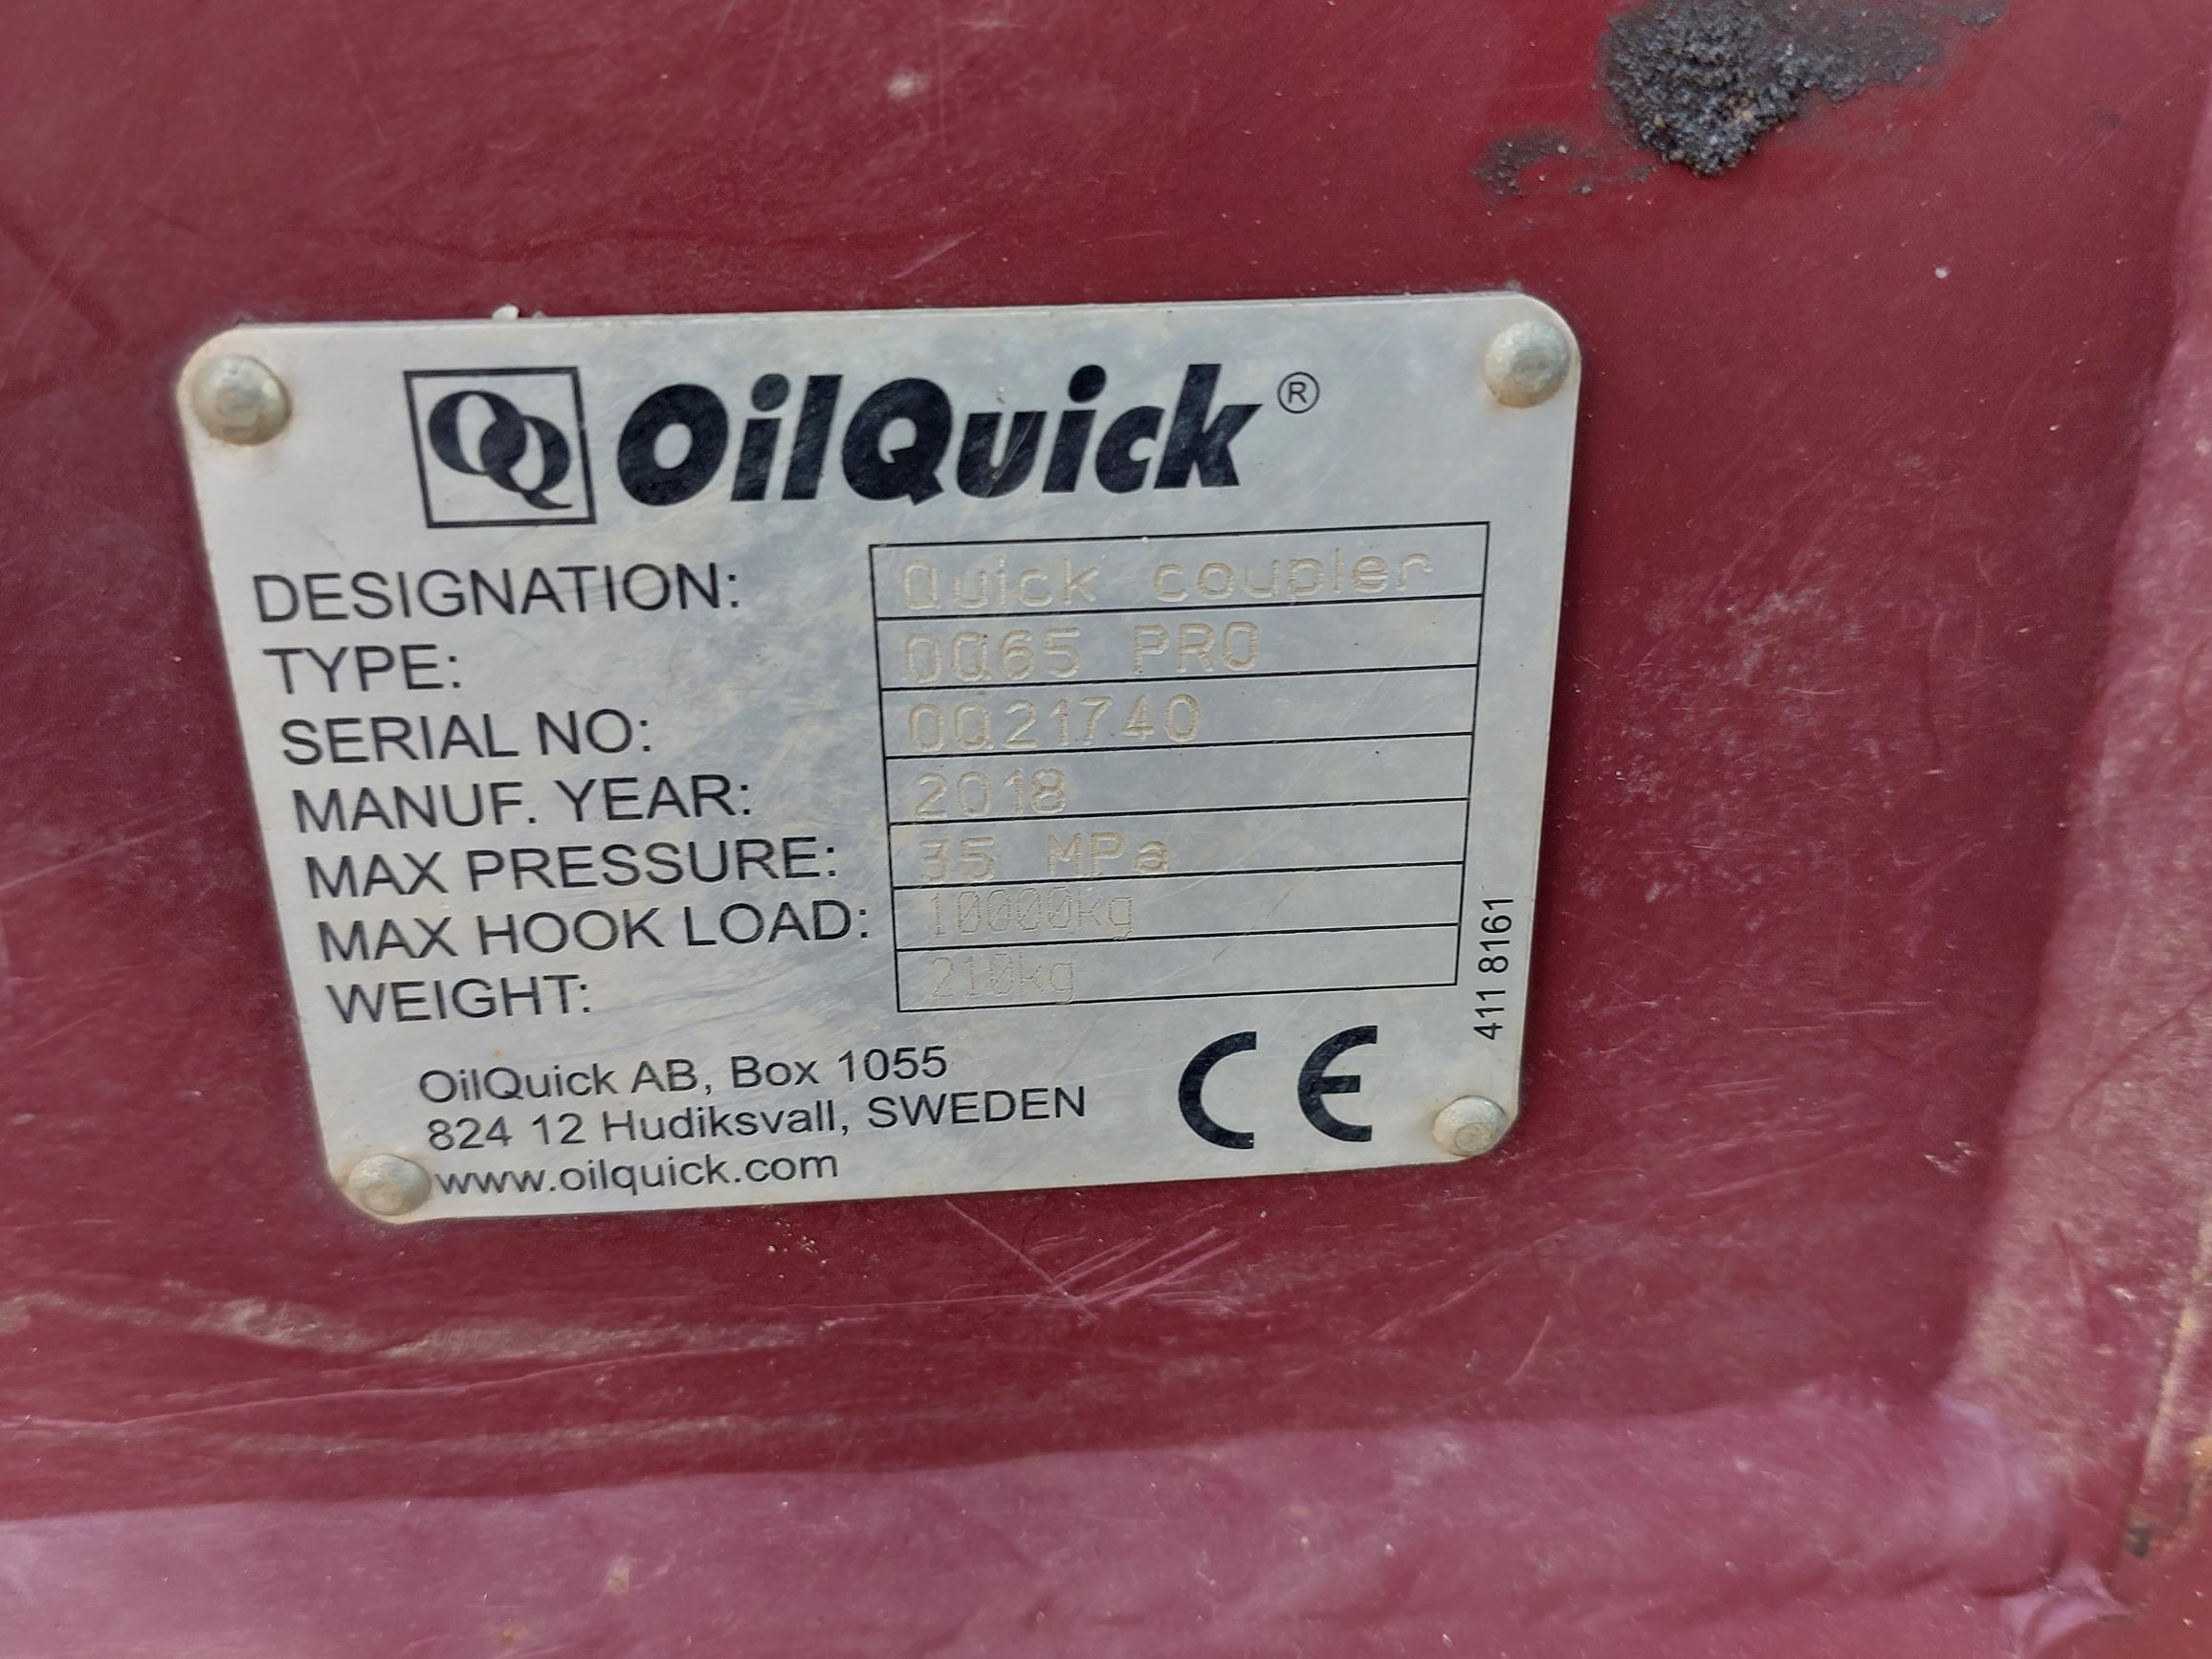 OQ OilQuick®
DESIGNATION: Quick coupler
TYPE: OQ65 PRO
SERIAL NO: OQ21740
MANUF. YEAR: 2018
MAX PRESSURE: 35 MPa
MAX HOOK LOAD: 10000kg
WEIGHT: 210kg
411 8161
OilQuick AB, Box 1055
824 12 Hudiksvall, SWEDEN
www.oilquick.com
CE